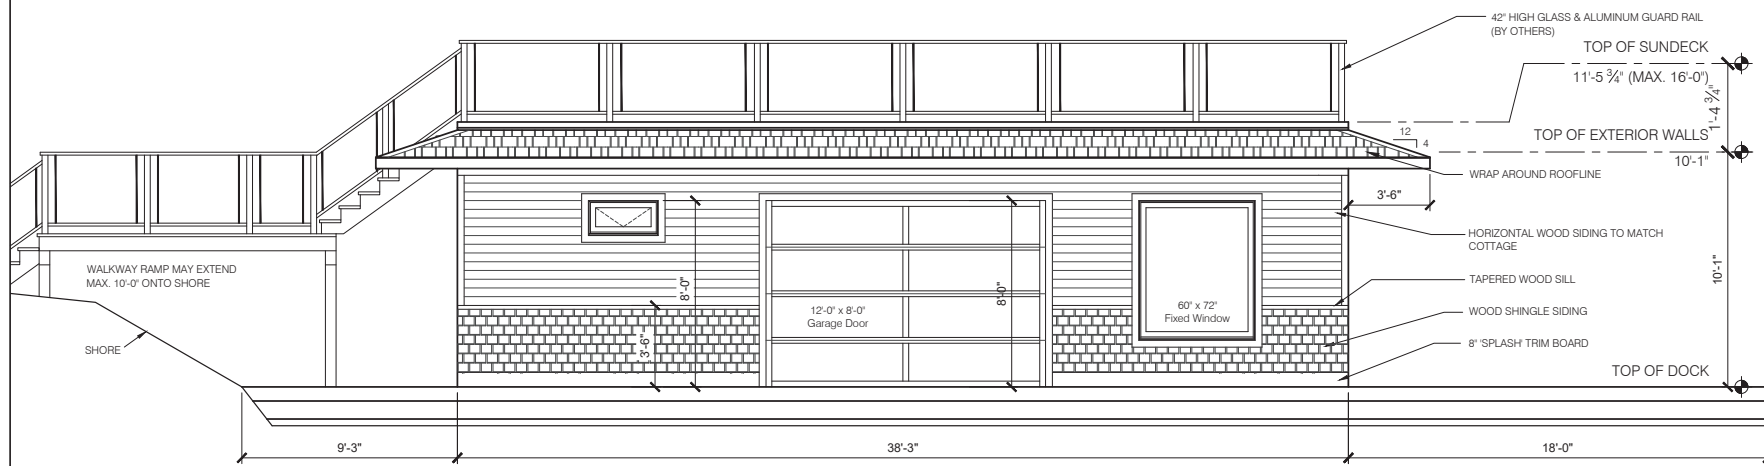 42" HIGH GLASS & ALUMINUM GUARD RAIL
(BY OTHERS)
TOP OF SUNDECK
11'-5 ¾" (MAX. 16'-0")
1'-4 ¾"
12
4
TOP OF EXTERIOR WALLS
10'-1"
WRAP AROUND ROOFLINE
3'-6"
HORIZONTAL WOOD SIDING TO MATCH
COTTAGE
10'-1"
WALKWAY RAMP MAY EXTEND
MAX. 10'-0" ONTO SHORE
8'-0"
8'-0"
TAPERED WOOD SILL
12'-0" x 8'-0"
Garage Door
60" x 72"
Fixed Window
WOOD SHINGLE SIDING
SHORE
3'-6"
8" 'SPLASH' TRIM BOARD
TOP OF DOCK
9'-3"
38'-3"
18'-0"